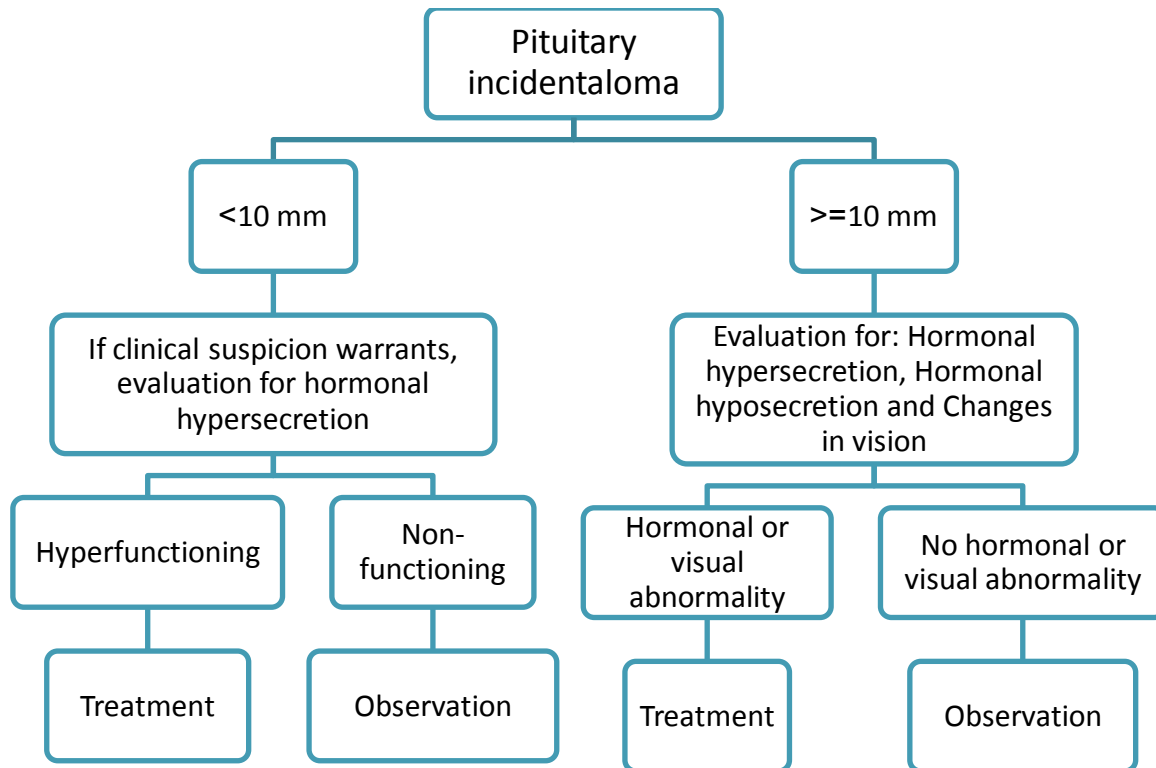 Pituitary
incidentaloma
<10 mm
>=10 mm
If clinical suspicion warrants,
evaluation for hormonal
hypersecretion
Evaluation for: Hormonal
hypersecretion, Hormonal
hyposecretion and Changes
in vision
Hyperfunctioning
Non-
functioning
Hormonal or
visual
abnormality
No hormonal or
visual abnormality
Treatment
Observation
Treatment
Observation